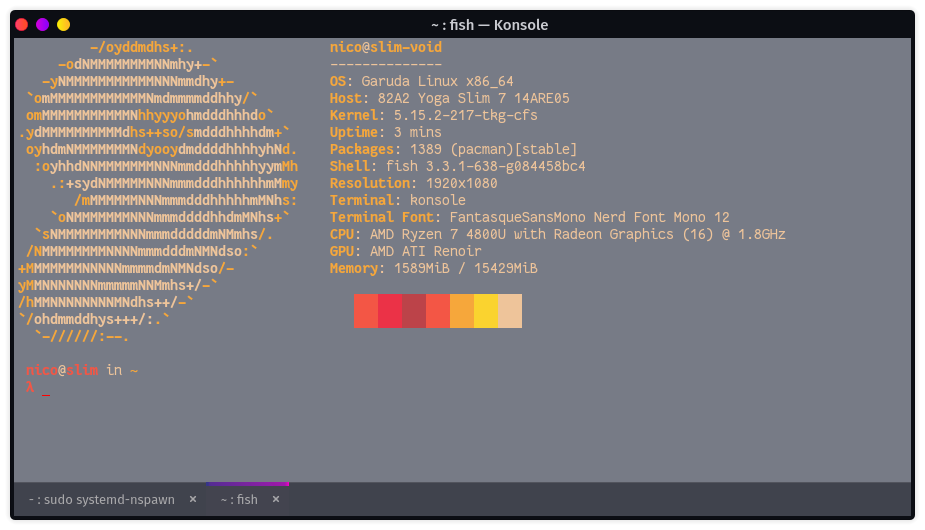 ~ : fish — Konsole
         -/oyddmdhs+:.
     -odNMMMMMMMMNNmhy+-`
   -yNMMMMMMMMMMMNNNmmdhy+-
 `omMMMMMMMMMMMMNmdmmmmddhhy/`
 omMMMMMMMMMMMNhhyyyohmdddhhhdo`
.ydMMMMMMMMMMdhs++so/smdddhhhhdm+`
 oyhdmNMMMMMMMNdyooydmddddhhhhyhNd.
  :oyhhdNNMMMMMMMNNNmmdddhhhhhyymMh
    .:+sydNMMMMMNNNmmmdddhhhhhhmMmy
       /mMMMMMMNNNmmmdddhhhhhmMNhs:
    `oNMMMMMMMNNNmmmddddhhdmMNhs+`
  `sNMMMMMMMMNNNmmmdddddmNMmhs/.
 /NMMMMMMMMNNNNmmmdddmNMNdso:`
+MMMMMMMNNNNNmmmmdmNMNdso/-
yMMNNNNNNNmmmmmNNMmhs+/-`
/hMMNNNNNNNNMNdhs++/-`
`/ohdmmddhys+++/:.`
  `-//////:--.
nico@slim-void
--------------
OS: Garuda Linux x86_64
Host: 82A2 Yoga Slim 7 14ARE05
Kernel: 5.15.2-217-tkg-cfs
Uptime: 3 mins
Packages: 1389 (pacman)[stable]
Shell: fish 3.3.1-638-g084458bc4
Resolution: 1920x1080
Terminal: konsole
Terminal Font: FantasqueSansMono Nerd Font Mono 12
CPU: AMD Ryzen 7 4800U with Radeon Graphics (16) @ 1.8GHz
GPU: AMD ATI Renoir
Memory: 1589MiB / 15429MiB
nico@slim in ~
λ _
- : sudo systemd-nspawn ×
~ : fish ×